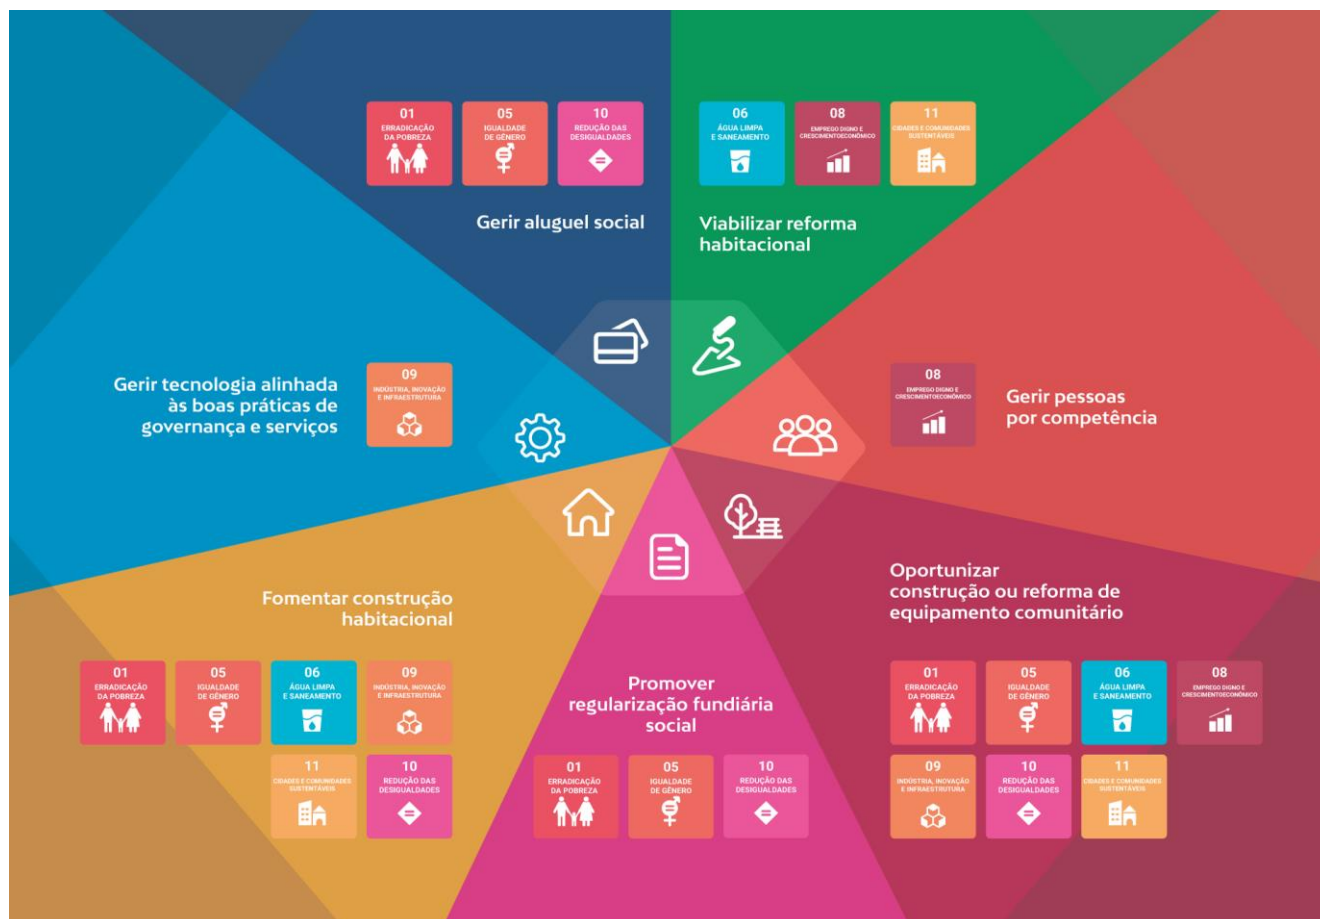 01
ERRADICAÇÃO
DA POBREZA
05
IGUALDADE
DE GÊNERO
10
REDUÇÃO DAS
DESIGUALDADES
Gerir aluguel social
06
ÁGUA LIMPA
E SANEAMENTO
08
EMPREGO DIGNO E
CRESCIMENTOECONÔMICO
11
CIDADES E COMUNIDADES
SUSTENTÁVEIS
Viabilizar reforma
habitacional
Gerir tecnologia alinhada
às boas práticas de
governança e serviços
09
INDÚSTRIA, INOVAÇÃO
E INFRAESTRUTURA
08
EMPREGO DIGNO E
CRESCIMENTOECONÔMICO
Gerir pessoas
por competência
Fomentar construção
habitacional
01
ERRADICAÇÃO
DA POBREZA
05
IGUALDADE
DE GÊNERO
06
ÁGUA LIMPA
E SANEAMENTO
09
INDÚSTRIA, INOVAÇÃO
E INFRAESTRUTURA
11
CIDADES E COMUNIDADES
SUSTENTÁVEIS
10
REDUÇÃO DAS
DESIGUALDADES
Promover
regularização fundiária
social
01
ERRADICAÇÃO
DA POBREZA
05
IGUALDADE
DE GÊNERO
10
REDUÇÃO DAS
DESIGUALDADES
Oportunizar
construção ou reforma de
equipamento comunitário
01
ERRADICAÇÃO
DA POBREZA
05
IGUALDADE
DE GÊNERO
06
ÁGUA LIMPA
E SANEAMENTO
08
EMPREGO DIGNO E
CRESCIMENTOECONÔMICO
09
INDÚSTRIA, INOVAÇÃO
E INFRAESTRUTURA
10
REDUÇÃO DAS
DESIGUALDADES
11
CIDADES E COMUNIDADES
SUSTENTÁVEIS